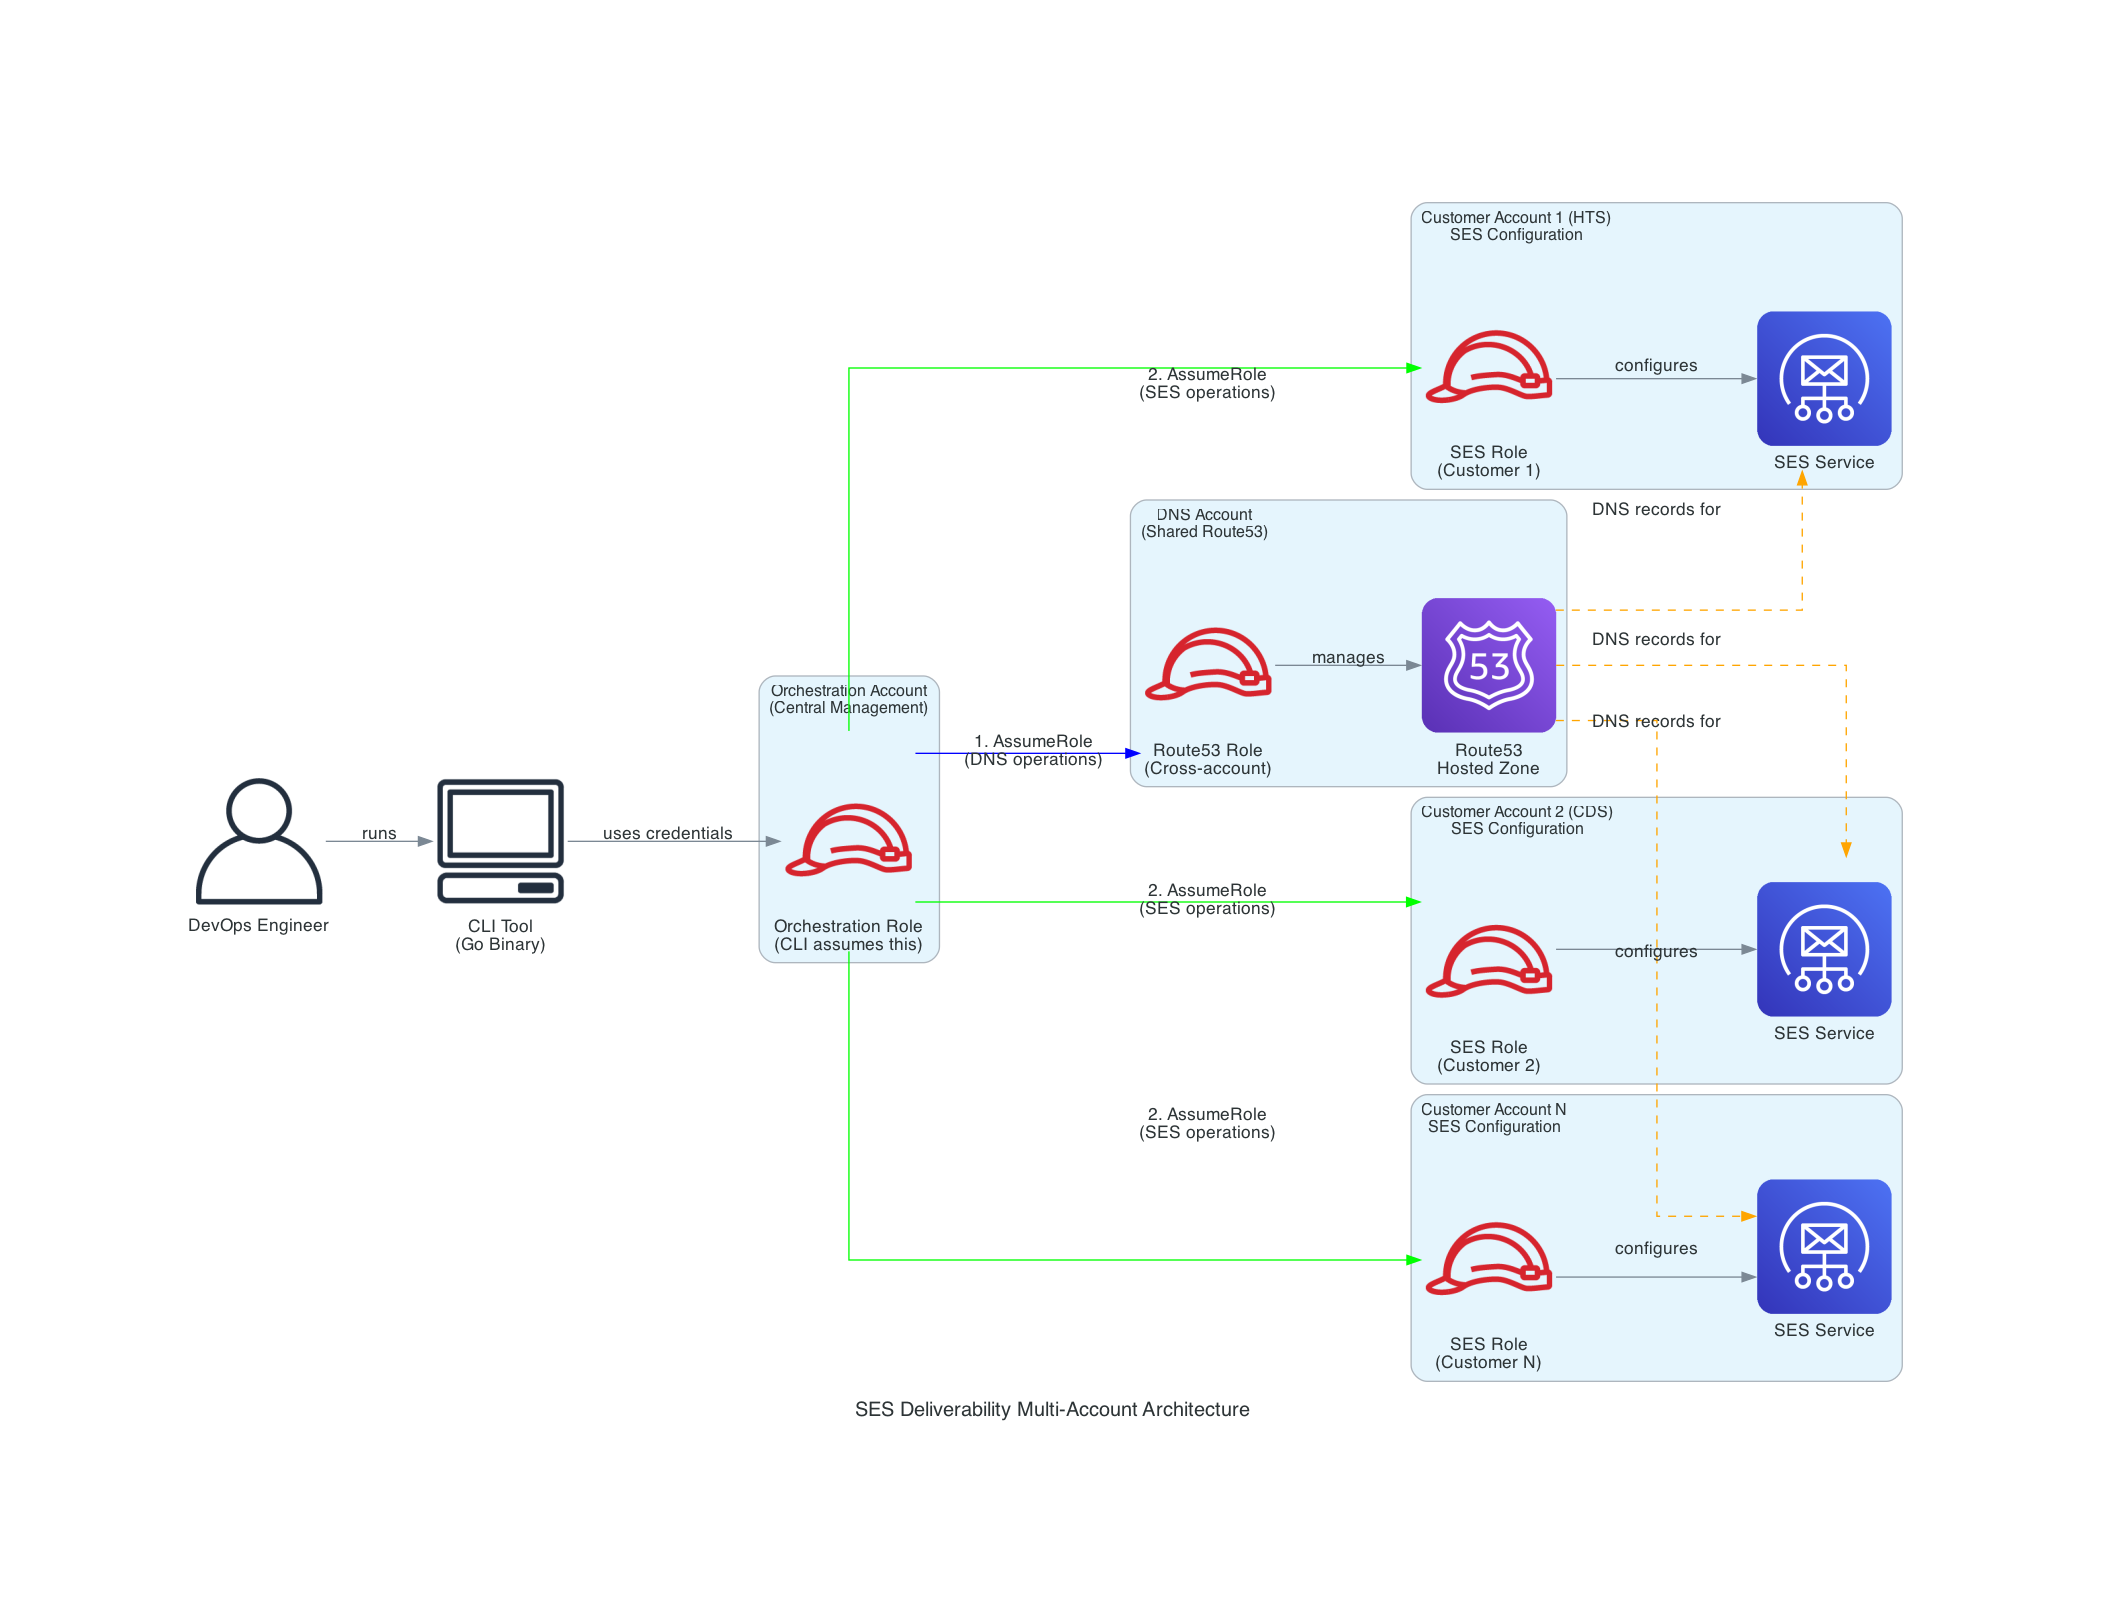 Customer Account 1 (HTS)
SES Configuration
2. AssumeRole
(SES operations)
configures
SES Role
(Customer 1)
SES Service
DNS Account
(Shared Route53)
DNS records for
DNS records for
DNS records for
manages
53
Route53 Role
(Cross-account)
Route53
Hosted Zone
Orchestration Account
(Central Management)
1. AssumeRole
(DNS operations)
runs
uses credentials
DevOps Engineer
CLI Tool
(Go Binary)
Orchestration Role
(CLI assumes this)
Customer Account 2 (CDS)
SES Configuration
2. AssumeRole
(SES operations)
configures
SES Role
(Customer 2)
SES Service
Customer Account N
SES Configuration
2. AssumeRole
(SES operations)
configures
SES Role
(Customer N)
SES Service
SES Deliverability Multi-Account Architecture